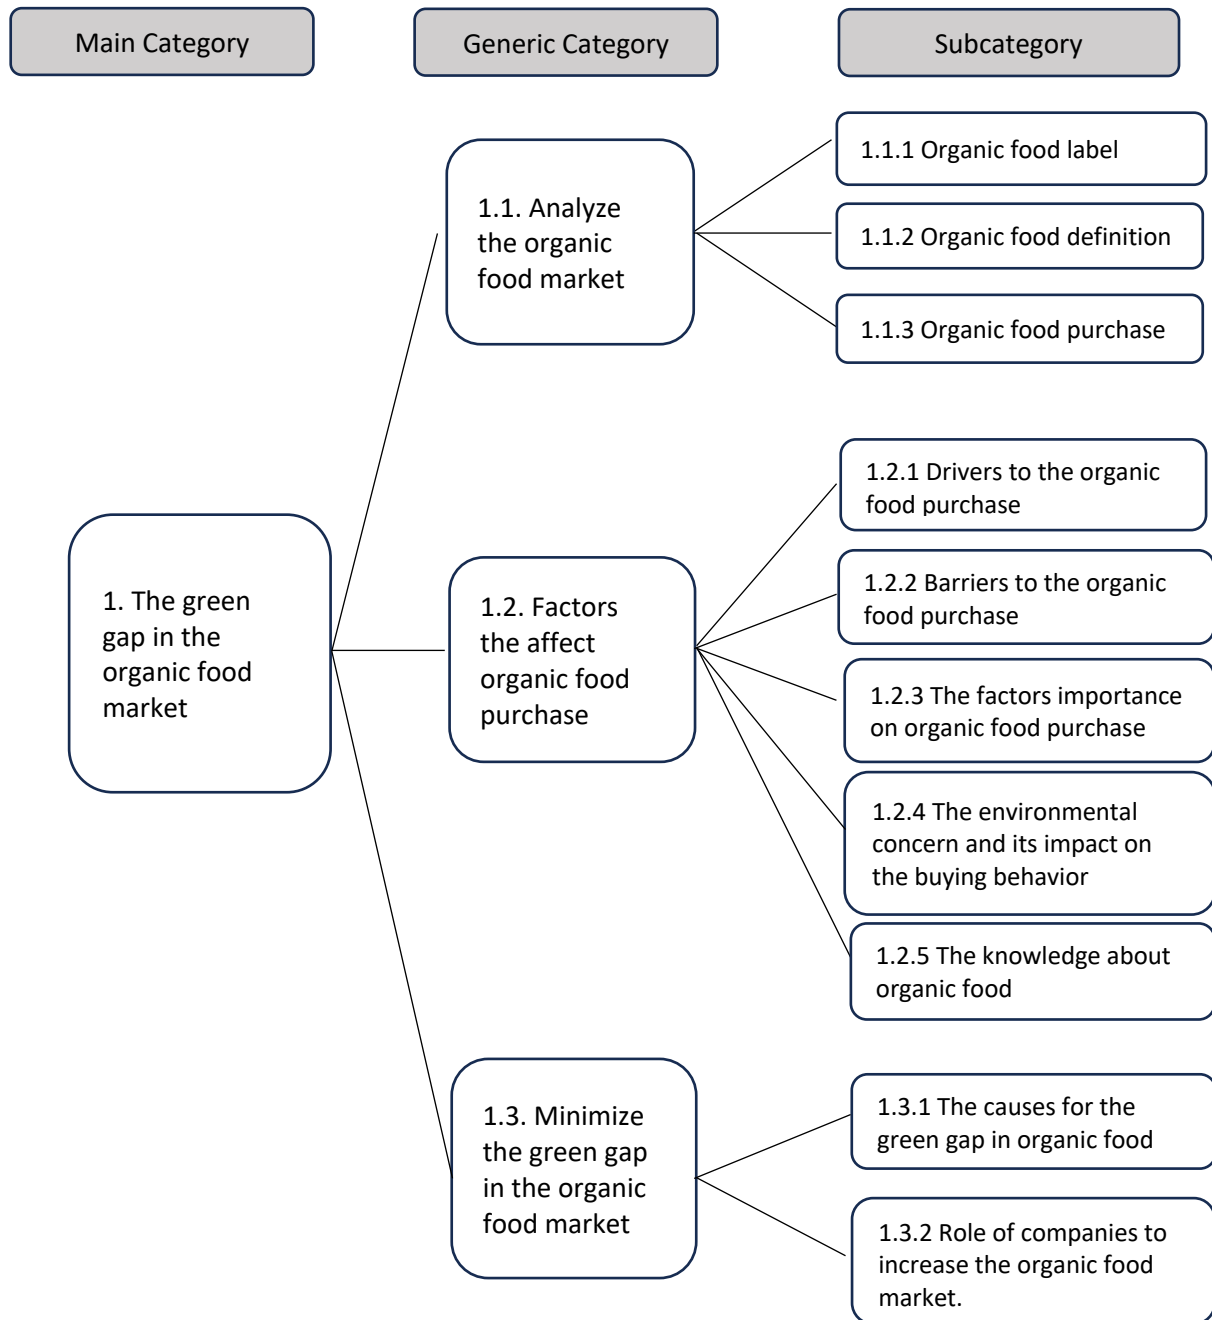 Main Category
Generic Category
Subcategory
1. The green
gap in the
organic food
market
1.1. Analyze
the organic
food market
1.1.1 Organic food label
1.1.2 Organic food definition
1.1.3 Organic food purchase
1.2. Factors
the affect
organic food
purchase
1.2.1 Drivers to the organic
food purchase
1.2.2 Barriers to the organic
food purchase
1.2.3 The factors importance
on organic food purchase
1.2.4 The environmental
concern and its impact on
the buying behavior
1.2.5 The knowledge about
organic food
1.3. Minimize
the green gap
in the organic
food market
1.3.1 The causes for the
green gap in organic food
1.3.2 Role of companies to
increase the organic food
market.